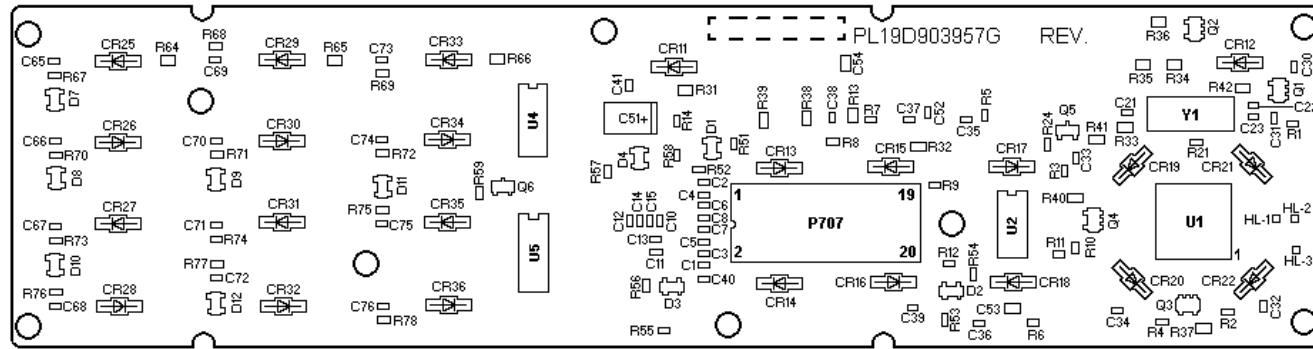 PL19D903957G REV.
CR25
R64
R68
CR29
R65
C73
CR33
R66
C65
R67
C69
R69
D7
CR11
C41
R31
C51+
R14
C54
R36
Q2
CR12
C30
R35
R34
R42
Q1
C22
C23
C31
R1
R39
R38
C38
R13
R7
C37
C52
C35
R5
R24
Q5
C21
R41
R33
Y1
R21
CR26
C66
R70
D8
C70
CR30
R71
D9
C74
CR34
R72
D11
U4
R59
Q6
R57
D4
R58
D1
R51
R52
C2
C4
C6
C8
C7
C5
C3
C1
C40
CR13
R8
CR15
R32
CR17
R9
C33
R3
CR19
CR21
1 19
P707
2 20
U2
R40
Q4
U1
1
HL-1
HL-2
HL-3
CR27
C67
R73
D10
C71
CR31
R74
R75
C75
CR35
U5
C12
C14
C15
C10
C13
C11
R77
C72
R76
C68
CR28
D12
CR32
C76
R78
CR36
R56
D3
R55
CR14
CR16
R12
R54
D2
R53
C39
CR18
C53
C36
R6
R11
R10
CR20
CR22
Q3
C34
R4
R37
R2
C32